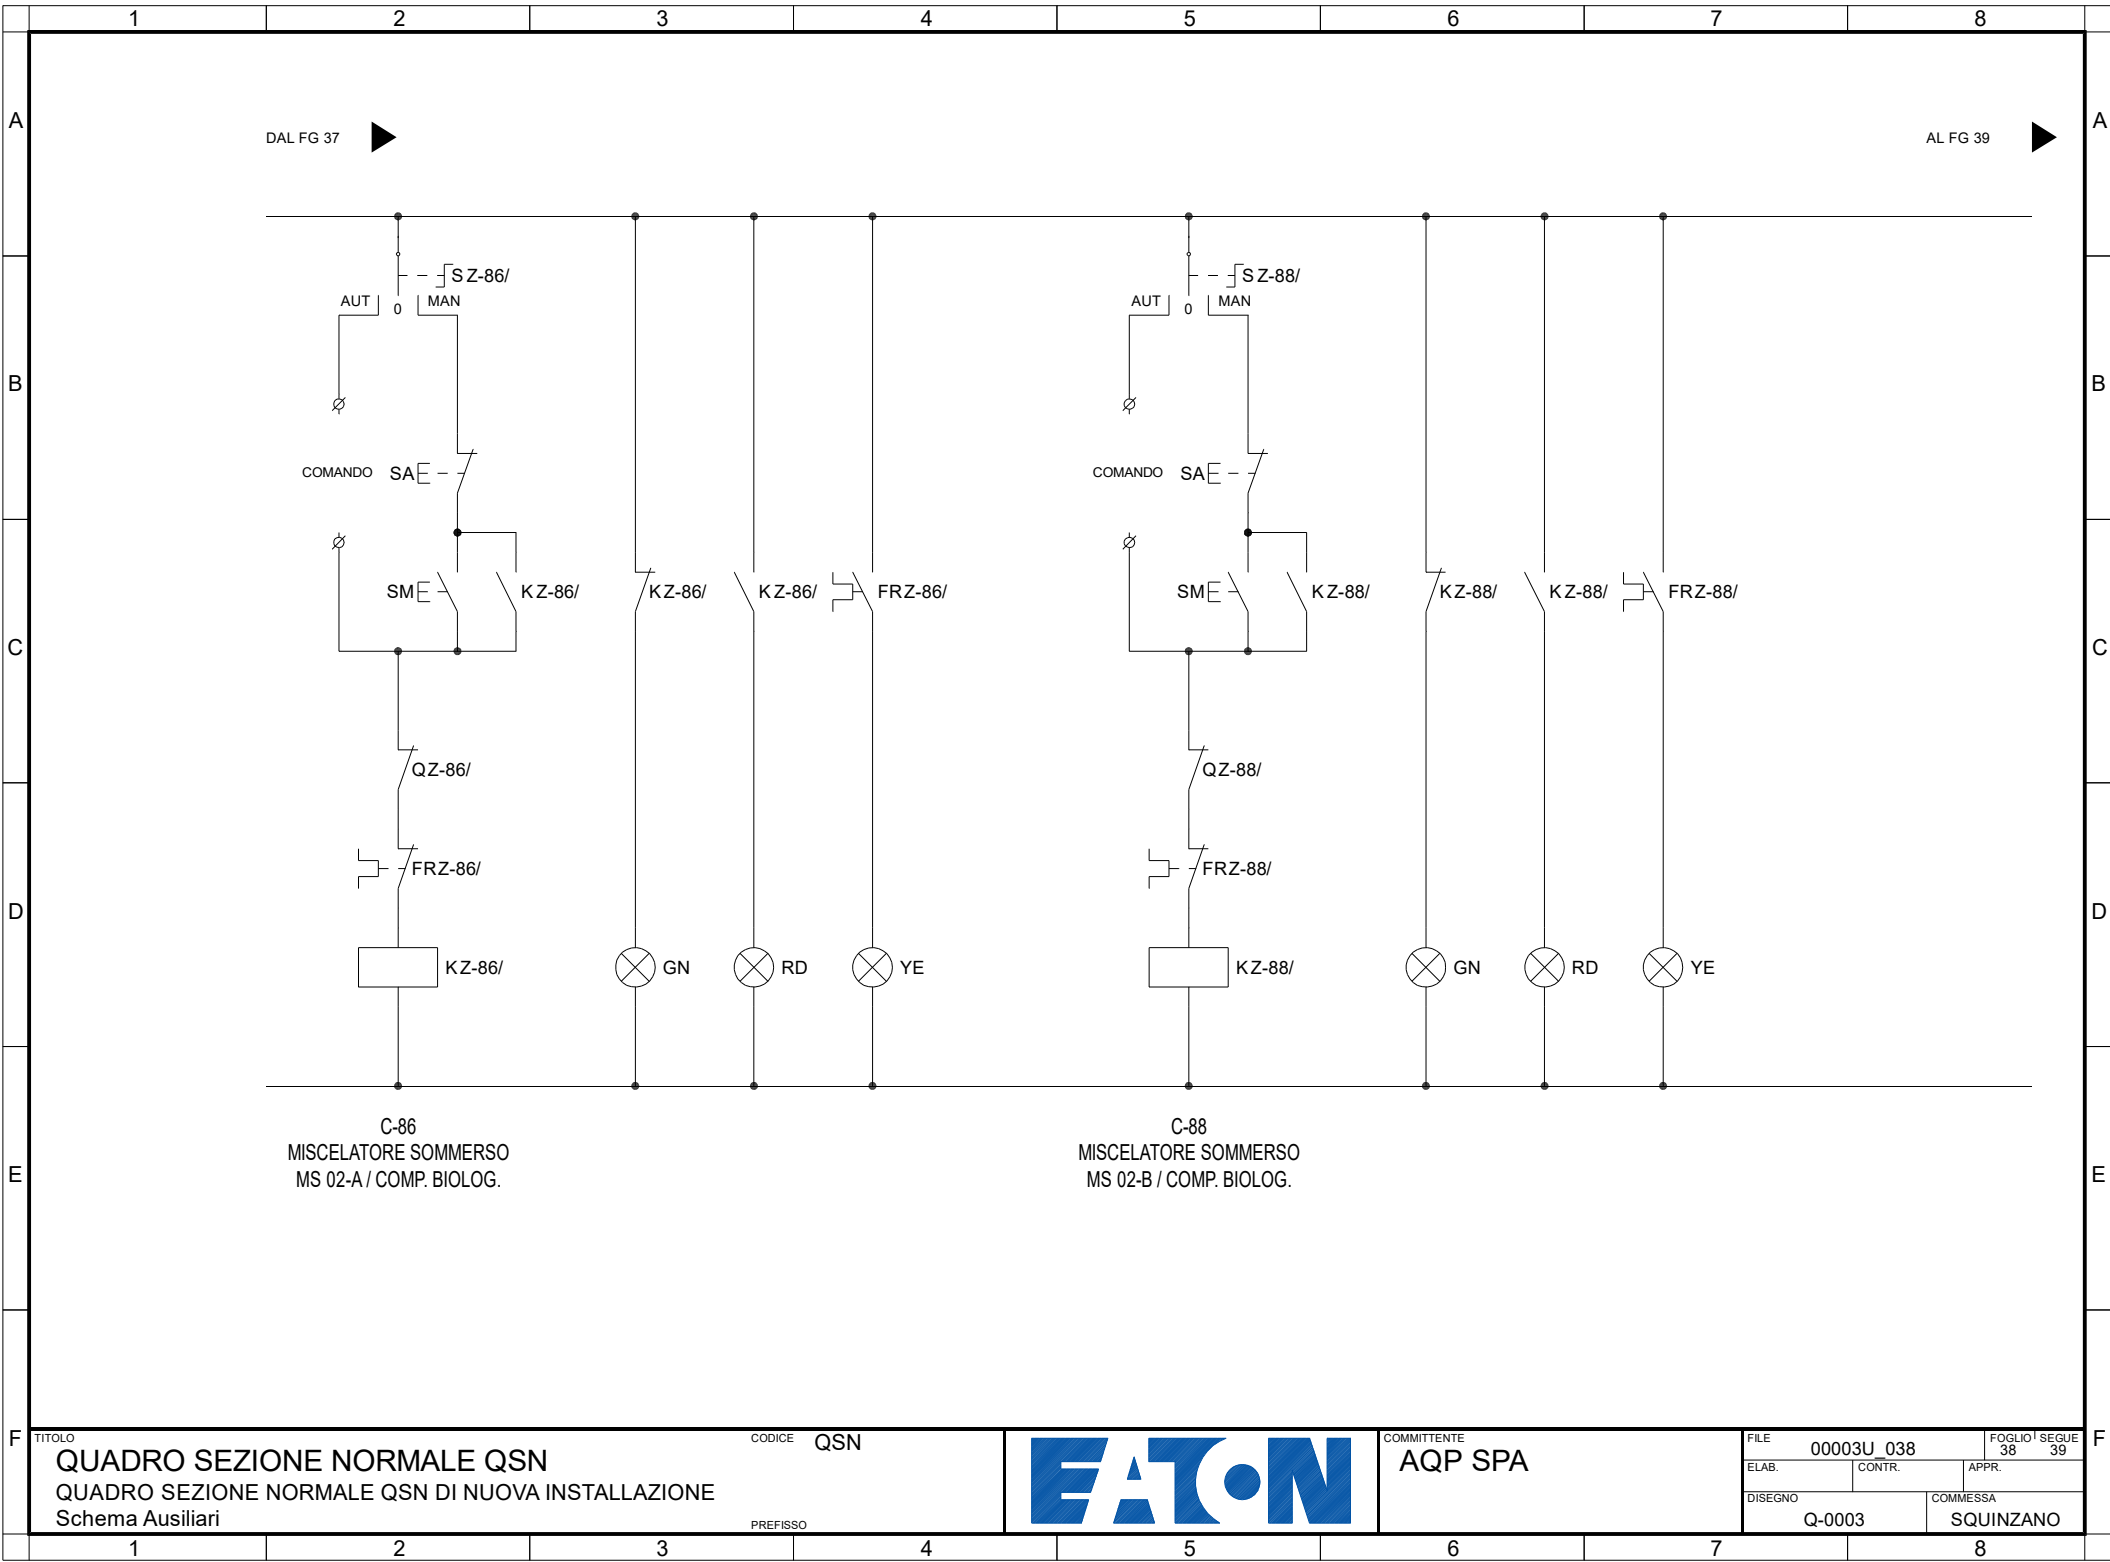 1 2 3 4 5 6 7 8
A A
DAL FG 37 AL FG 39
SZ-86/ SZ-88/
AUT 0 MAN AUT 0 MAN
B B
COMANDO SA COMANDO SA
SM KZ-86/ KZ-86/ KZ-86/ FRZ-86/ SM KZ-88/ KZ-88/ KZ-88/ FRZ-88/
C C
QZ-86/ QZ-88/
FRZ-86/ FRZ-88/
D D
KZ-86/ GN RD YE KZ-88/ GN RD YE
C-86
MISCELATORE SOMMERSO
MS 02-A / COMP. BIOLOG.
C-88
MISCELATORE SOMMERSO
MS 02-B / COMP. BIOLOG.
E E
F F
TITOLO
QUADRO SEZIONE NORMALE QSN
QUADRO SEZIONE NORMALE QSN DI NUOVA INSTALLAZIONE
Schema Ausiliari
CODICE QSN
PREFISSO
EATON
COMMITTENTE
AQP SPA
FILE 00003U_038
FOGLIO 38 SEGUE 39
ELAB. CONTR. APPR.
DISEGNO Q-0003
COMMESSA SQUINZANO
1 2 3 4 5 6 7 8